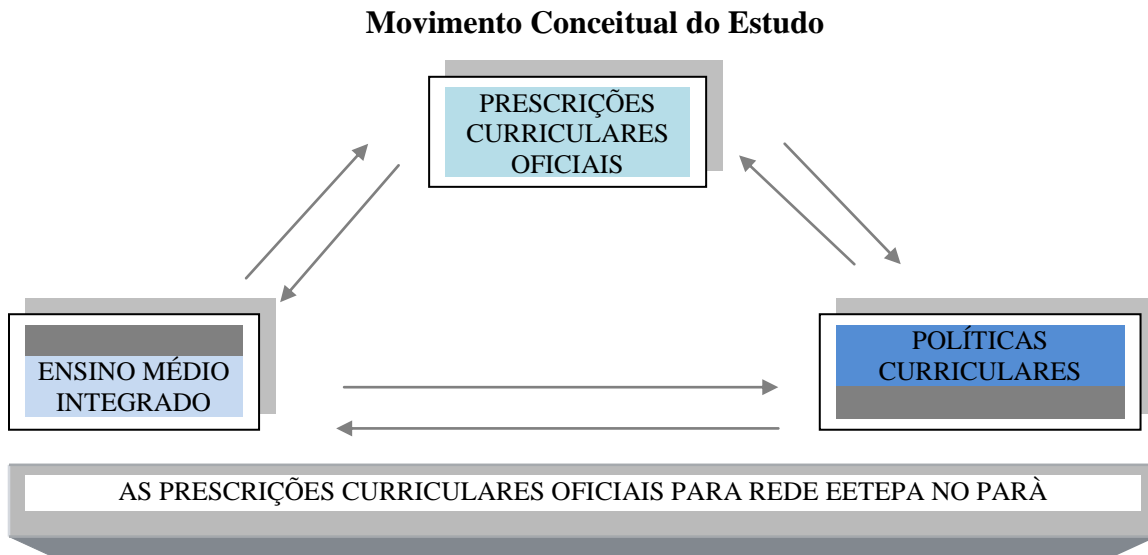 Movimento Conceitual do Estudo
PRESCRIÇÕES
CURRICULARES
OFICIAIS
ENSINO MÉDIO
INTEGRADO
POLÍTICAS
CURRICULARES
AS PRESCRIÇÕES CURRICULARES OFICIAIS PARA REDE EETEPA NO PARÀ